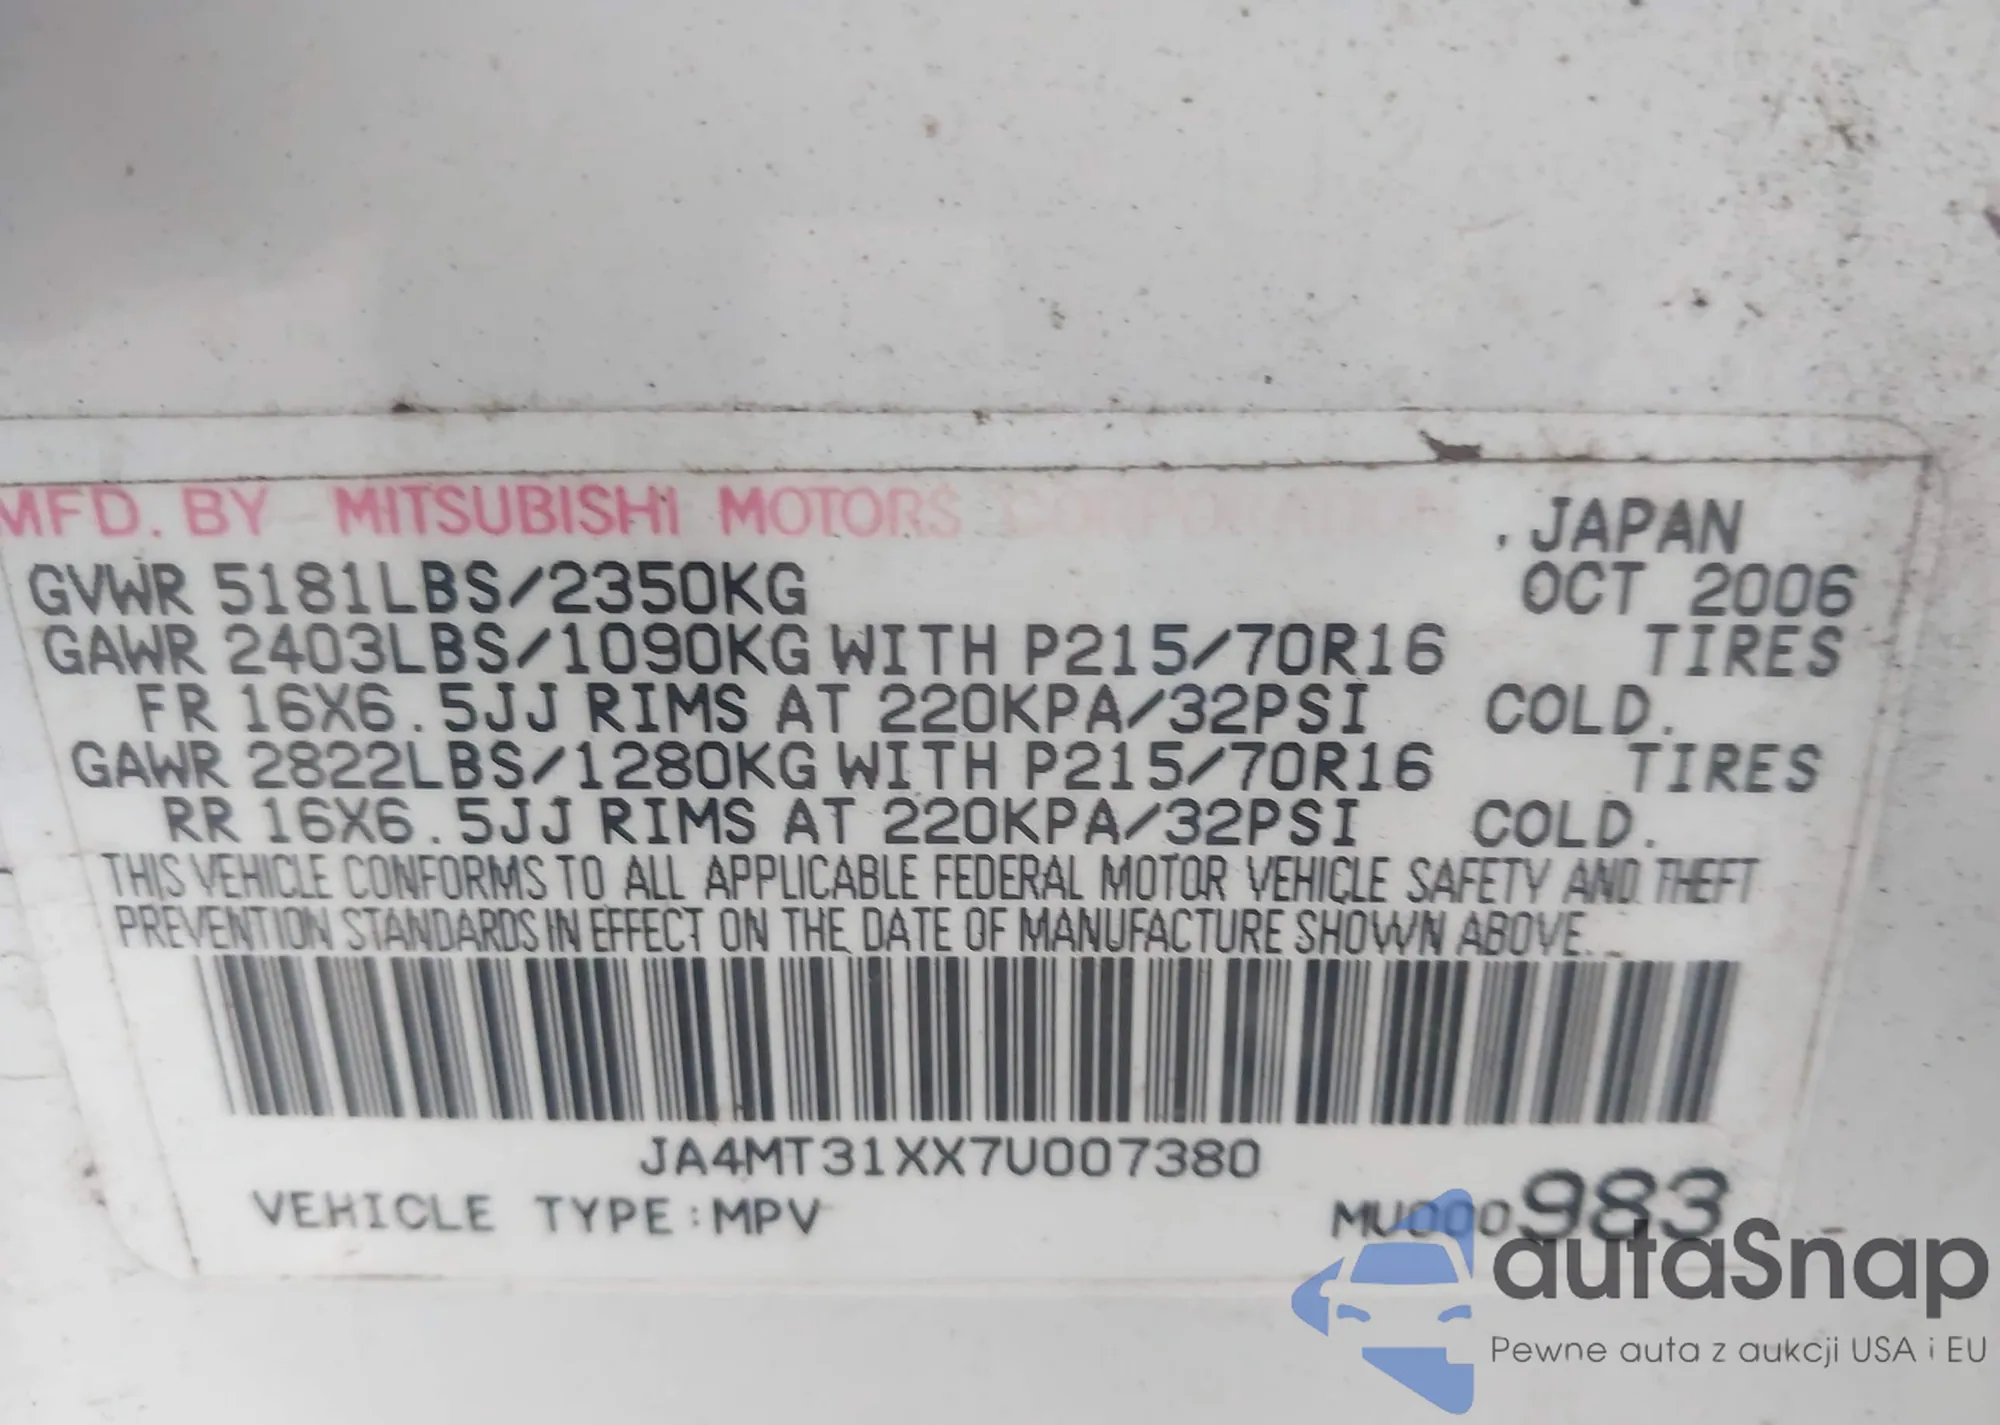 MFD. BY MITSUBISHI MOTORS CORPORATION , JAPAN
GVWR 5181LBS/2350KG OCT 2006
GAWR 2403LBS/1090KG WITH P215/70R16 TIRES
FR 16X6.5JJ RIMS AT 220KPA/32PSI COLD.
GAWR 2822LBS/1280KG WITH P215/70R16 TIRES
RR 16X6.5JJ RIMS AT 220KPA/32PSI COLD.
THIS VEHICLE CONFORMS TO ALL APPLICABLE FEDERAL MOTOR VEHICLE SAFETY AND THEFT
PREVENTION STANDARDS IN EFFECT ON THE DATE OF MANUFACTURE SHOWN ABOVE.
JA4MT31XX7U007380
VEHICLE TYPE:MPV MU000983
autaSnap
Pewne auta z aukcji USA i EU